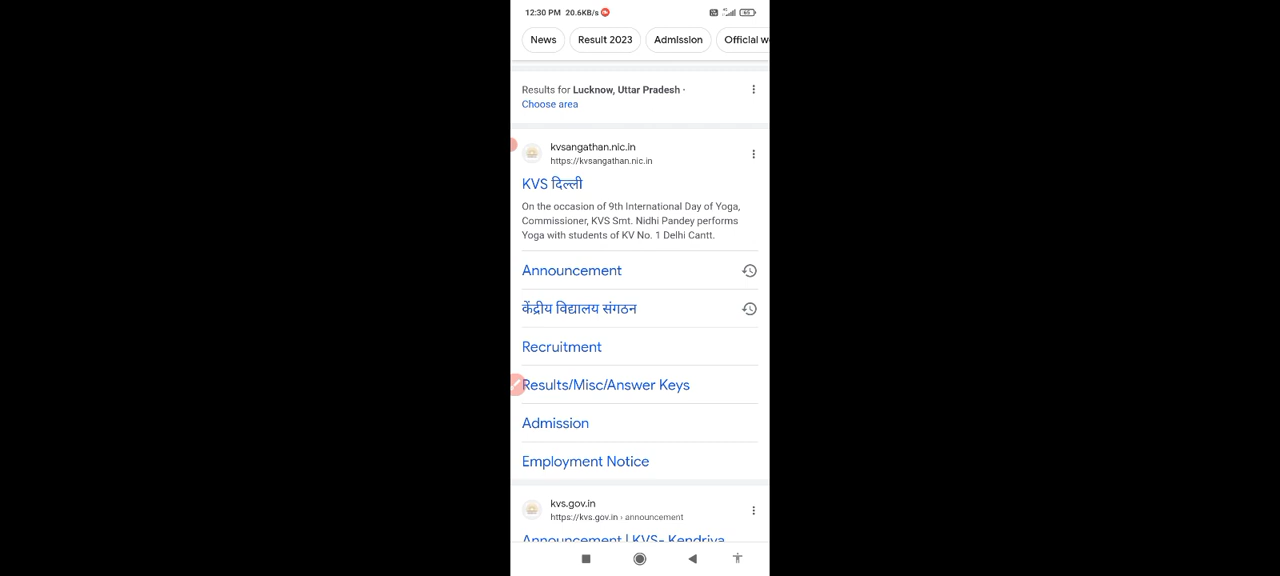 12:30 PM 20.6KB/s 65
News Result 2023 Admission Official w
Results for Lucknow, Uttar Pradesh ·
Choose area
kvsangathan.nic.in
https://kvsangathan.nic.in
KVS दिल्ली
On the occasion of 9th International Day of Yoga,
Commissioner, KVS Smt. Nidhi Pandey performs
Yoga with students of KV No. 1 Delhi Cantt.
Announcement
केंद्रीय विद्यालय संगठन
Recruitment
Results/Misc/Answer Keys
Admission
Employment Notice
kvs.gov.in
https://kvs.gov.in › announcement
Announcement | KVS- Kendriya